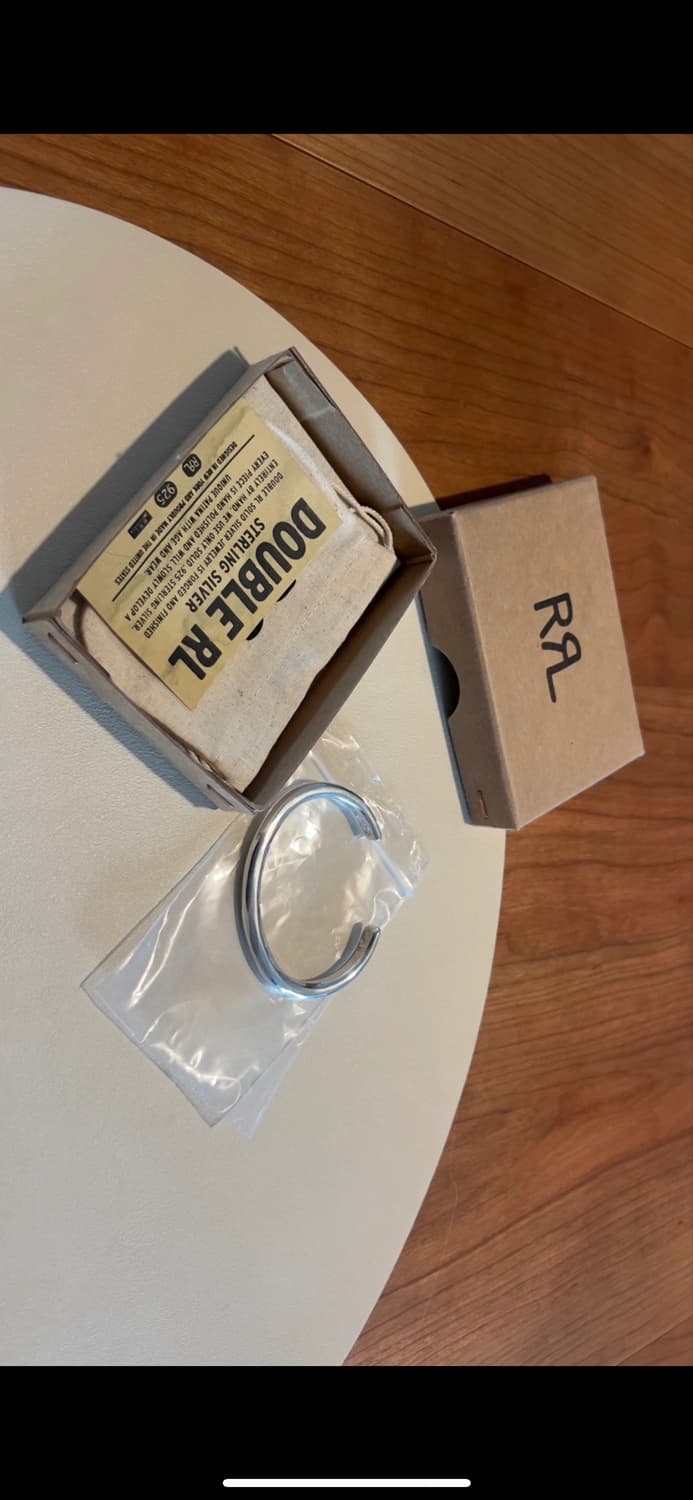 DOUBLE RL
STERLING SILVER
DOUBLE RL SOLID SILVER JEWELRY IS FORGED AND FINISHED
ENTIRELY BY HAND. WE USE ONLY SOLID .925 STERLING SILVER.
EVERY PIECE IS HAND POLISHED AND WILL SLOWLY DEVELOP A
UNIQUE PATINA WITH AGE AND WEAR.
RRL 925
DESIGNED IN NEW YORK AND PROUDLY MADE IN THE UNITED STATES
RRL